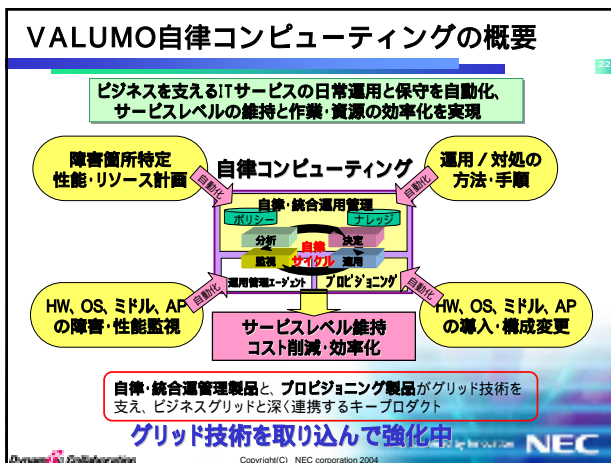 VALUMO自律コンピューティングの概要
22
ビジネスを支えるITサービスの日常運用と保守を自動化、
サービスレベルの維持と作業・資源の効率化を実現
障害箇所特定
性能・リソース計画
自動化
自律コンピューティング
運用/対処の
方法・手順
自動化
自律・統合運用管理
ポリシー
ナレッジ
分析
決定
自律
サイクル
監視
適用
運用管理エージェント
プロビジョニング
HW、OS、ミドル、AP
の障害・性能監視
自動化
HW、OS、ミドル、AP
の導入・構成変更
自動化
サービスレベル維持
コスト削減・効率化
自律・統合運管理製品と、プロビジョニング製品がグリッド技術を
支え、ビジネスグリッドと深く連携するキープロダクト
グリッド技術を取り込んで強化中
Dynamic Collaboration
Copyright(C) NEC corporation 2004
by Innovation
NEC